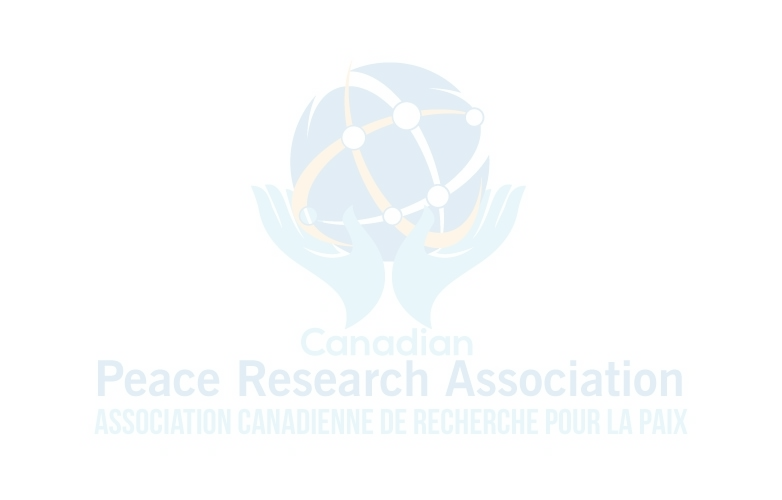 Canadian
Peace Research Association
ASSOCIATION CANADIENNE DE RECHERCHE POUR LA PAIX